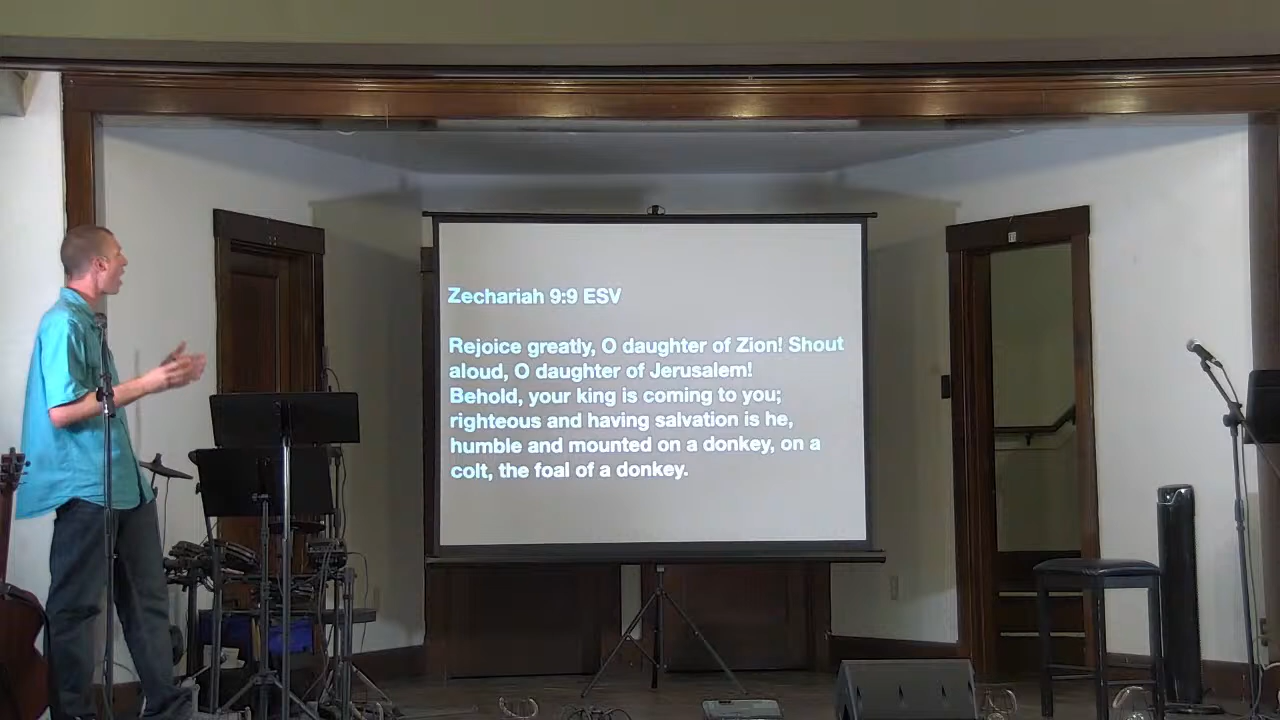 Zechariah 9:9 ESV
Rejoice greatly, O daughter of Zion! Shout
aloud, O daughter of Jerusalem!
Behold, your king is coming to you;
righteous and having salvation is he,
humble and mounted on a donkey, on a
colt, the foal of a donkey.